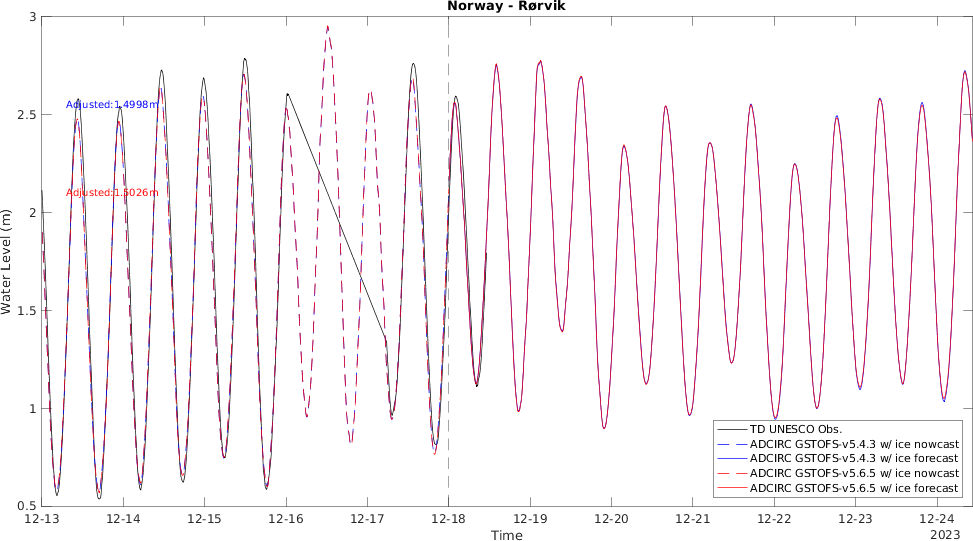 Norway - Rørvik
3
2.5
2
1.5
1
0.5
Water Level (m)
Adjusted:1.4998m
Adjusted:1.5026m
TD UNESCO Obs.
ADCIRC GSTOFS-v5.4.3 w/ ice nowcast
ADCIRC GSTOFS-v5.4.3 w/ ice forecast
ADCIRC GSTOFS-v5.6.5 w/ ice nowcast
ADCIRC GSTOFS-v5.6.5 w/ ice forecast
12-13 12-14 12-15 12-16 12-17 12-18 12-19 12-20 12-21 12-22 12-23 12-24
Time
2023